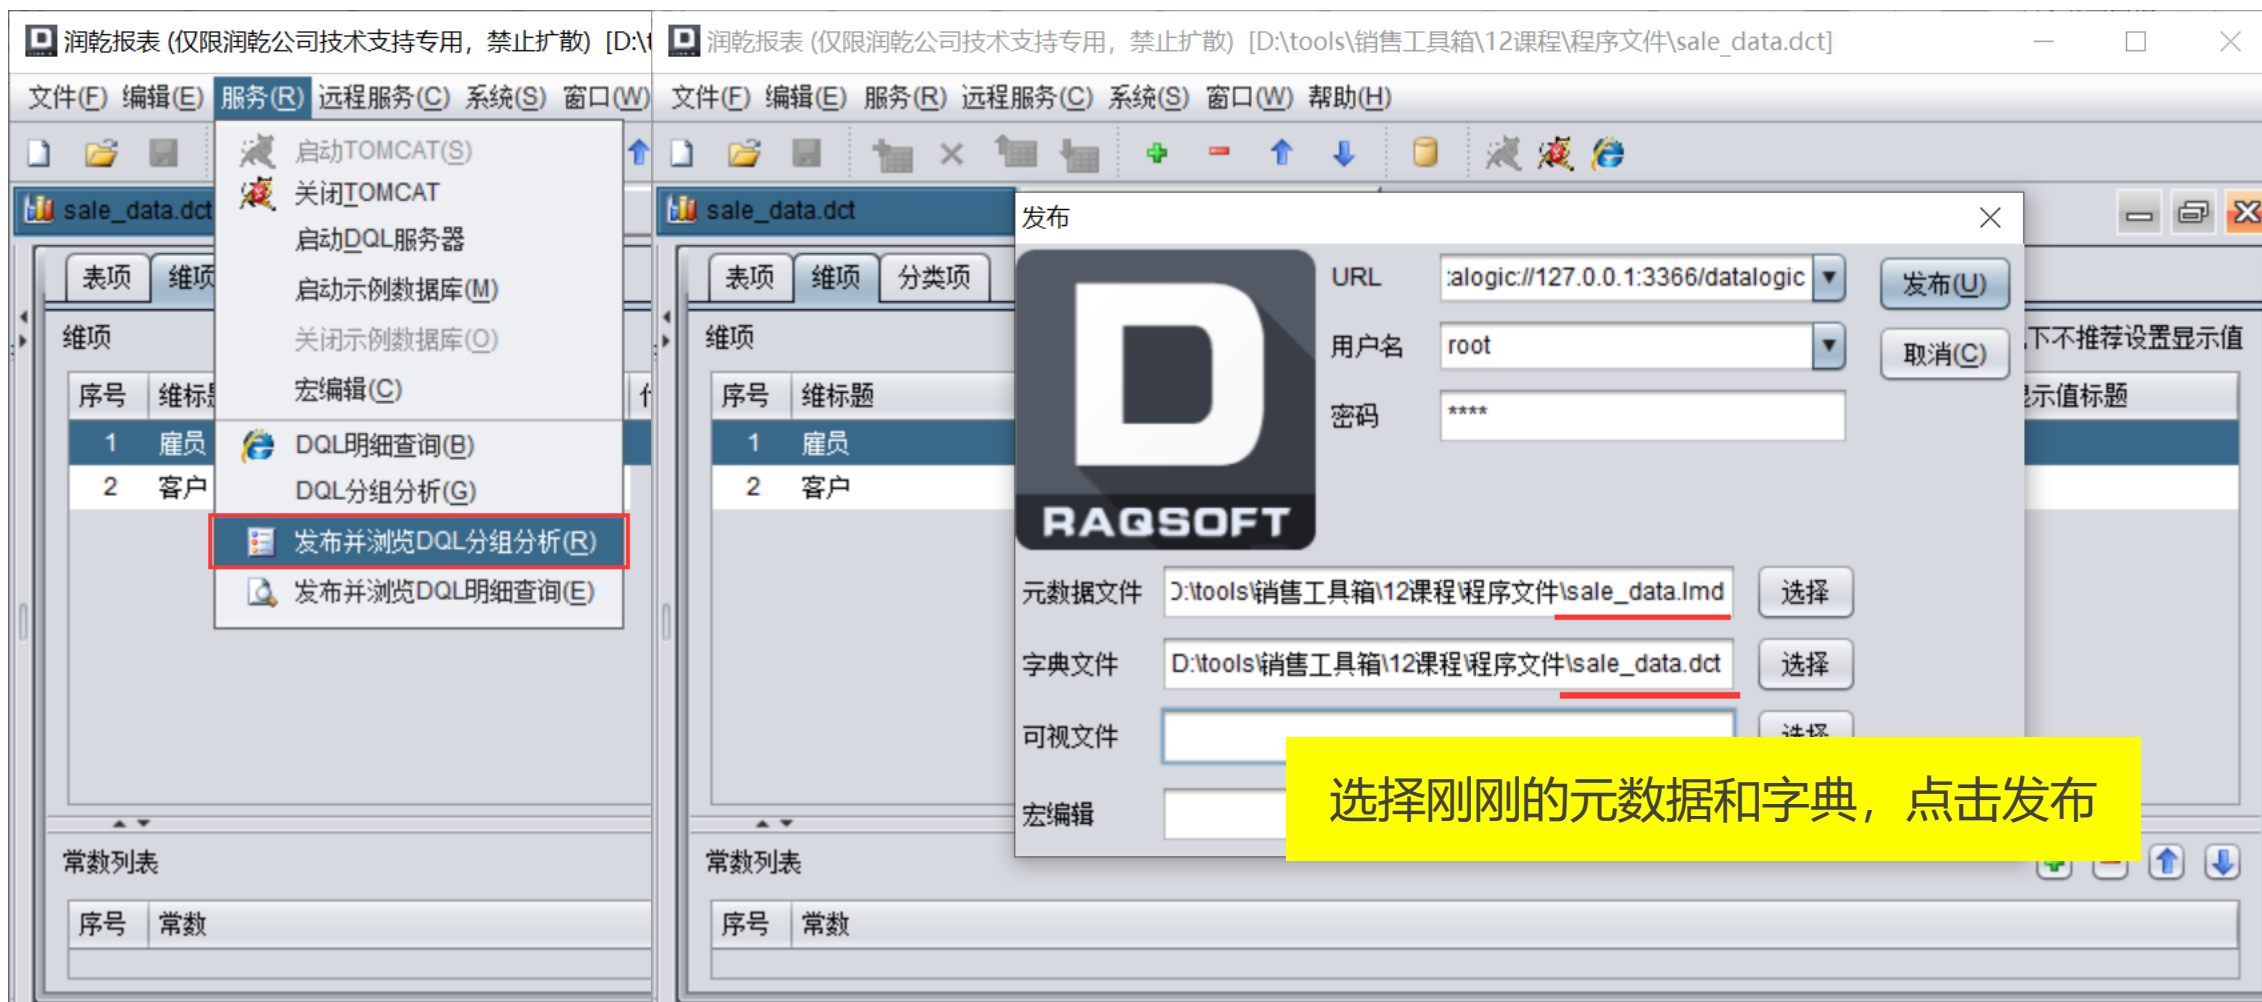 润乾报表 (仅限润乾公司技术支持专用，禁止扩散) [D:\t
文件(F) 编辑(E) 服务(R) 远程服务(C) 系统(S) 窗口(W)
启动TOMCAT(S)
关闭TOMCAT
启动DQL服务器
启动示例数据库(M)
关闭示例数据库(O)
宏编辑(C)
DQL明细查询(B)
DQL分组分析(G)
发布并浏览DQL分组分析(R)
发布并浏览DQL明细查询(E)
sale_data.dct
表项 维项
维项
序号 维标
1 雇员
2 客户
常数列表
序号 常数
润乾报表 (仅限润乾公司技术支持专用，禁止扩散) [D:\tools\销售工具箱\12课程\程序文件\sale_data.dct]
文件(F) 编辑(E) 服务(R) 远程服务(C) 系统(S) 窗口(W) 帮助(H)
sale_data.dct
表项 维项 分类项
维项
下不推荐设置显示值
序号 维标题
示值标题
1 雇员
2 客户
发布
RAQSOFT
URL :alogic://127.0.0.1:3366/datalogic 发布(U)
用户名 root 取消(C)
密码 ****
元数据文件 D:\tools\销售工具箱\12课程\程序文件\sale_data.lmd 选择
字典文件 D:\tools\销售工具箱\12课程\程序文件\sale_data.dct 选择
可视文件 选择
宏编辑
选择刚刚的元数据和字典，点击发布
常数列表
序号 常数